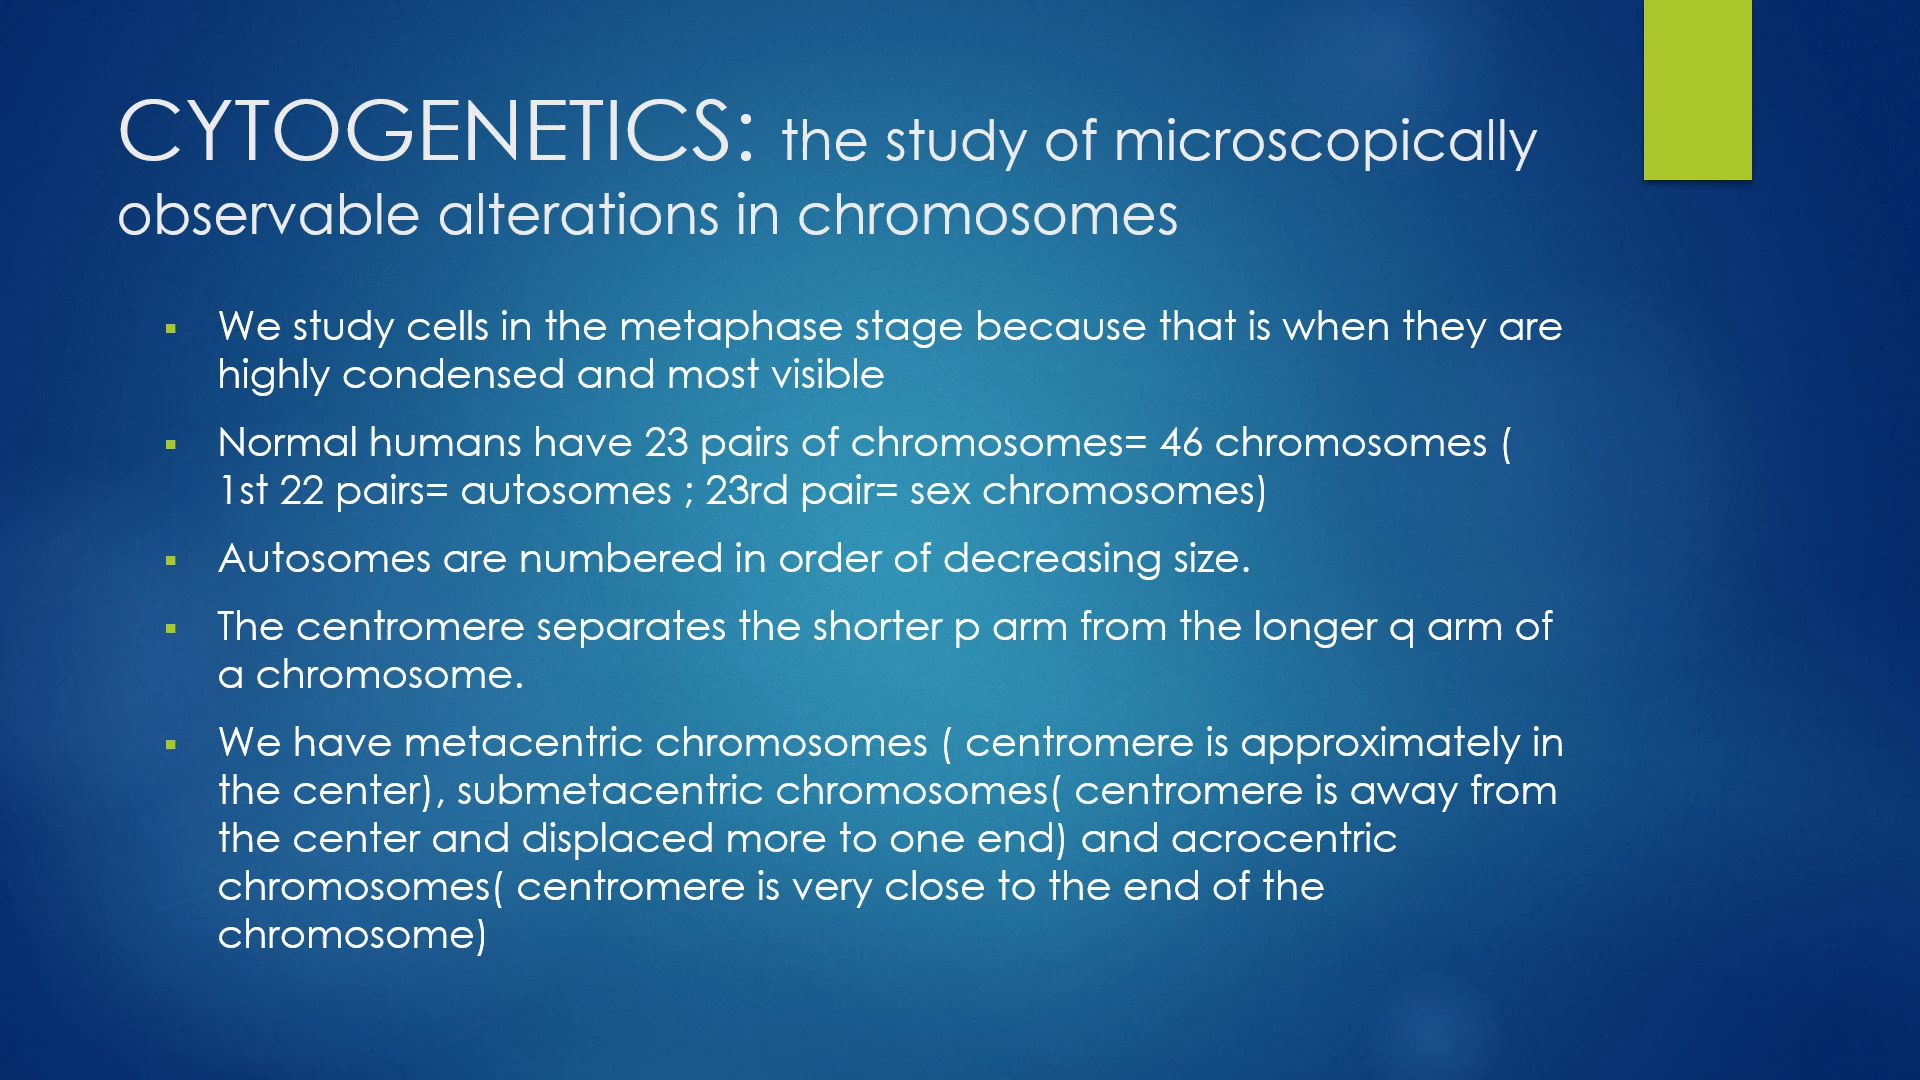 CYTOGENETICS: the study of microscopically
observable alterations in chromosomes
▪ We study cells in the metaphase stage because that is when they are
highly condensed and most visible
▪ Normal humans have 23 pairs of chromosomes= 46 chromosomes (
1st 22 pairs= autosomes ; 23rd pair= sex chromosomes)
▪ Autosomes are numbered in order of decreasing size.
▪ The centromere separates the shorter p arm from the longer q arm of
a chromosome.
▪ We have metacentric chromosomes ( centromere is approximately in
the center), submetacentric chromosomes( centromere is away from
the center and displaced more to one end) and acrocentric
chromosomes( centromere is very close to the end of the
chromosome)